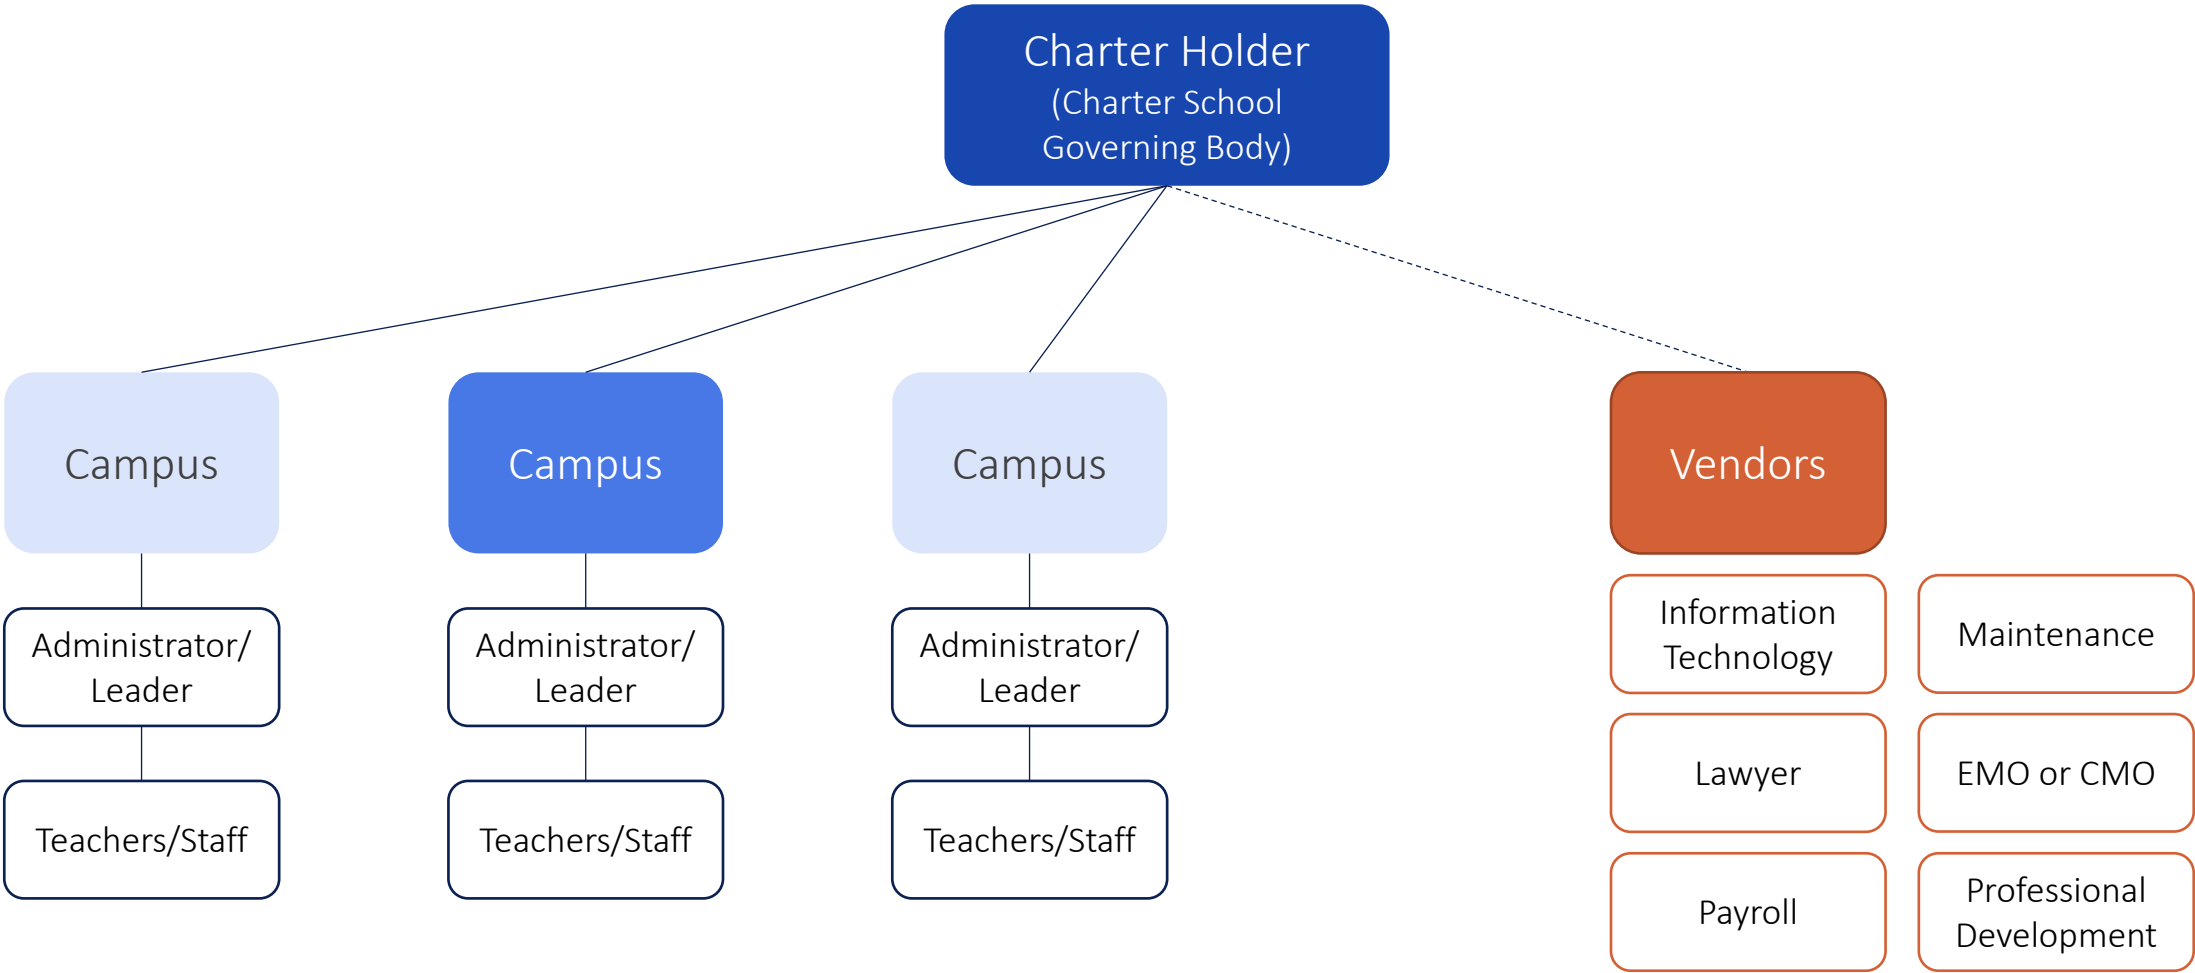 Charter Holder
(Charter School
Governing Body)
Campus
Campus
Campus
Vendors
Administrator/
Leader
Administrator/
Leader
Administrator/
Leader
Teachers/Staff
Teachers/Staff
Teachers/Staff
Information
Technology
Maintenance
Lawyer
EMO or CMO
Payroll
Professional
Development